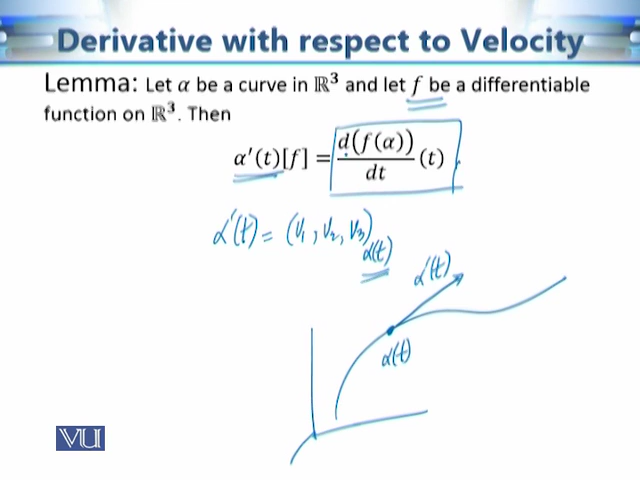 Derivative with respect to Velocity
Lemma: Let α be a curve in ℝ³ and let f be a differentiable
function on ℝ³. Then
α′(t)[f] = d(f(α))/dt (t)
α′(t) = (v₁, v₂, v₃)α(t)
α′(t)
α(t)
VU